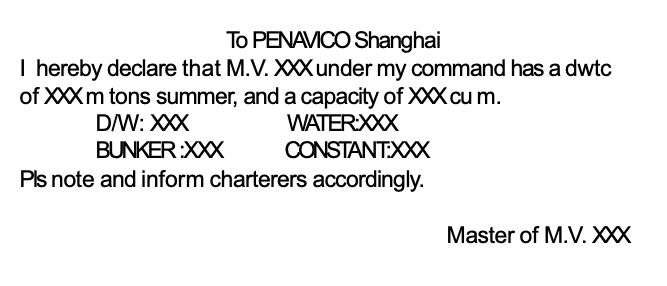 To PENAVICO Shanghai
I hereby declare that M.V. XXX under my command has a dwtc
of XXX m tons summer, and a capacity of XXX cu m.
D/W: XXX WATER:XXX
BUNKER :XXX CONSTANT:XXX
Pls note and inform charterers accordingly.
Master of M.V. XXX